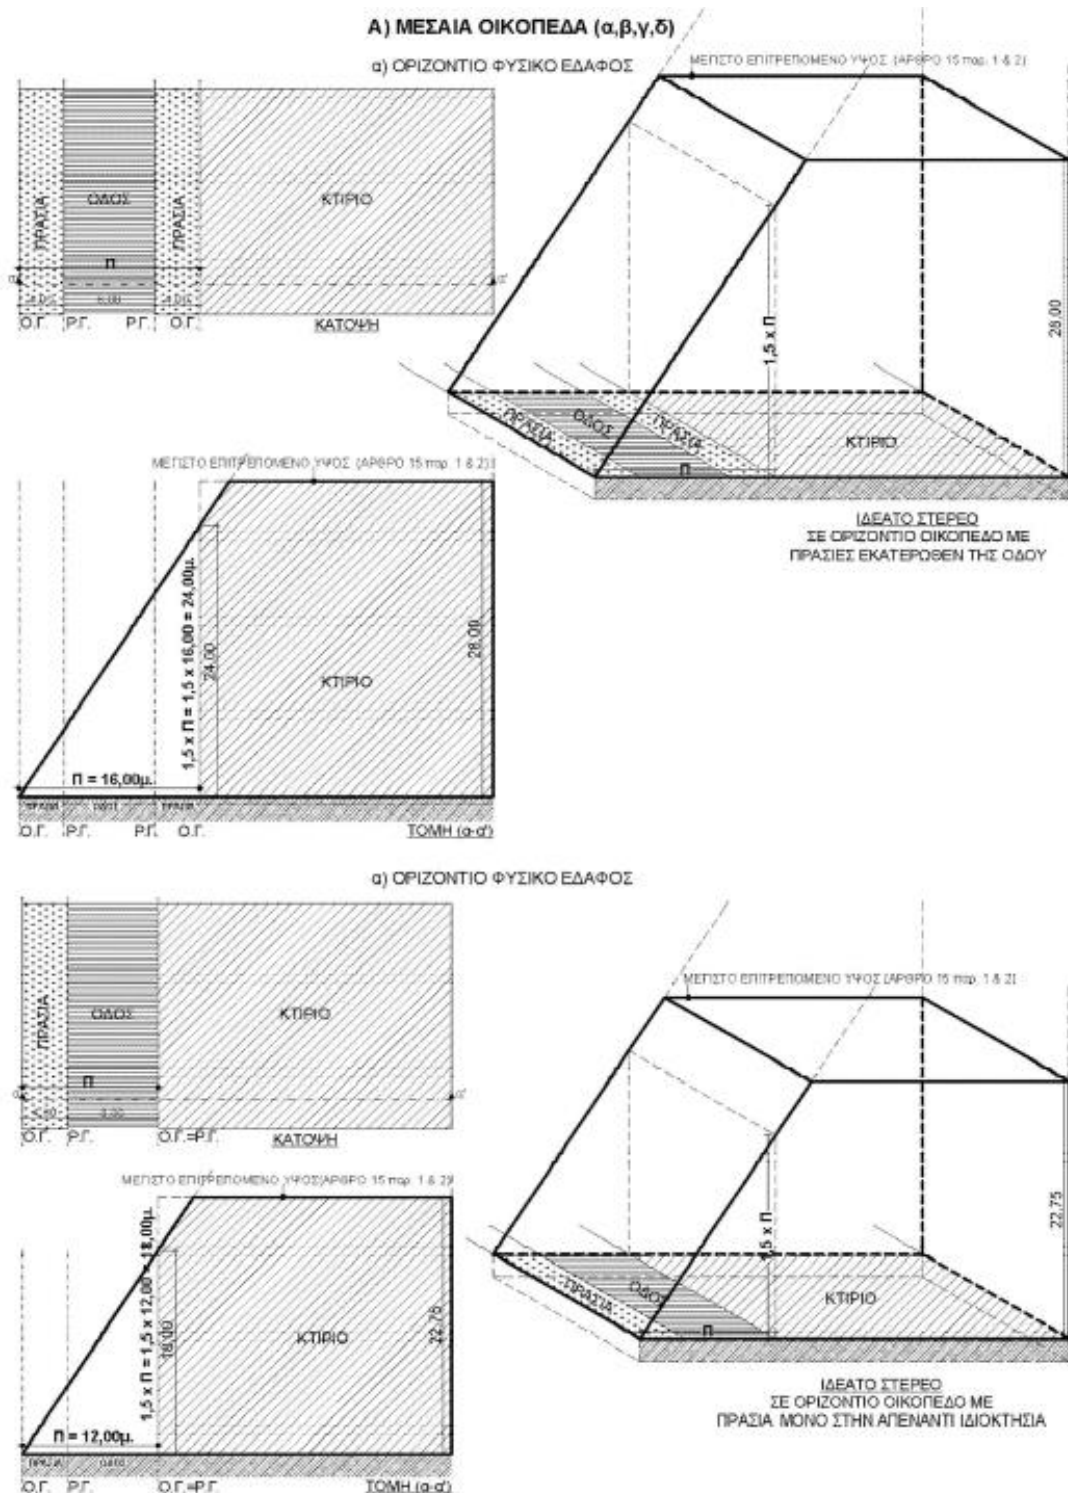 Α) ΜΕΣΑΙΑ ΟΙΚΟΠΕΔΑ (α,β,γ,δ)
α) ΟΡΙΖΟΝΤΙΟ ΦΥΣΙΚΟ ΕΔΑΦΟΣ
ΜΕΓΙΣΤΟ ΕΠΙΤΡΕΠΟΜΕΝΟ ΥΨΟΣ (ΑΡΘΡΟ 15 παρ. 1 & 2)
ΠΡΑΣΙΑ
ΟΔΟΣ
ΠΡΑΣΙΑ
ΚΤΙΡΙΟ
Π
Ο.Γ. Ρ.Γ. Ρ.Γ. Ο.Γ.
ΚΑΤΟΨΗ
1,5 x Π
28,00
ΠΡΑΣΙΑ
ΟΔΟΣ
ΠΡΑΣΙΑ
ΚΤΙΡΙΟ
Π
ΙΔΕΑΤΟ ΣΤΕΡΕΟ
ΣΕ ΟΡΙΖΟΝΤΙΟ ΟΙΚΟΠΕΔΟ ΜΕ
ΠΡΑΣΙΕΣ ΕΚΑΤΕΡΩΘΕΝ ΤΗΣ ΟΔΟΥ
ΜΕΓΙΣΤΟ ΕΠΙΤΡΕΠΟΜΕΝΟ ΥΨΟΣ (ΑΡΘΡΟ 15 παρ. 1 & 2)
1,5 x Π = 1,5 x 16,00 = 24,00μ.
24,00
28,00
ΚΤΙΡΙΟ
Π = 16,00μ.
Ο.Γ. Ρ.Γ. Ρ.Γ. Ο.Γ.
ΤΟΜΗ (α-α')
α) ΟΡΙΖΟΝΤΙΟ ΦΥΣΙΚΟ ΕΔΑΦΟΣ
ΜΕΓΙΣΤΟ ΕΠΙΤΡΕΠΟΜΕΝΟ ΥΨΟΣ (ΑΡΘΡΟ 15 παρ. 1 & 2)
ΠΡΑΣΙΑ
ΟΔΟΣ
ΚΤΙΡΙΟ
Π
Ο.Γ. Ρ.Γ. Ο.Γ.=Ρ.Γ.
ΚΑΤΟΨΗ
1,5 x Π
22,75
ΠΡΑΣΙΑ
ΟΔΟΣ
ΚΤΙΡΙΟ
Π
ΙΔΕΑΤΟ ΣΤΕΡΕΟ
ΣΕ ΟΡΙΖΟΝΤΙΟ ΟΙΚΟΠΕΔΟ ΜΕ
ΠΡΑΣΙΑ ΜΟΝΟ ΣΤΗΝ ΑΠΕΝΑΝΤΙ ΙΔΙΟΚΤΗΣΙΑ
ΜΕΓΙΣΤΟ ΕΠΙΤΡΕΠΟΜΕΝΟ ΥΨΟΣ(ΑΡΘΡΟ 15 παρ. 1 & 2)
1,5 x Π = 1,5 x 12,00 = 18,00μ.
18,00
22,75
ΚΤΙΡΙΟ
Π = 12,00μ.
Ο.Γ. Ρ.Γ. Ο.Γ.=Ρ.Γ.
ΤΟΜΗ (α-α')